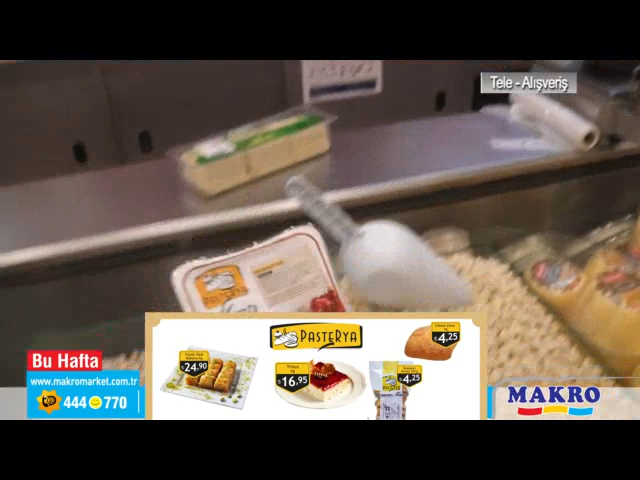 Tele - Alışveriş
PASTERYA
₺4,25
₺24,90
₺16,95
₺4,25
Bu Hafta
www.makromarket.com.tr
444 770
MAKRO